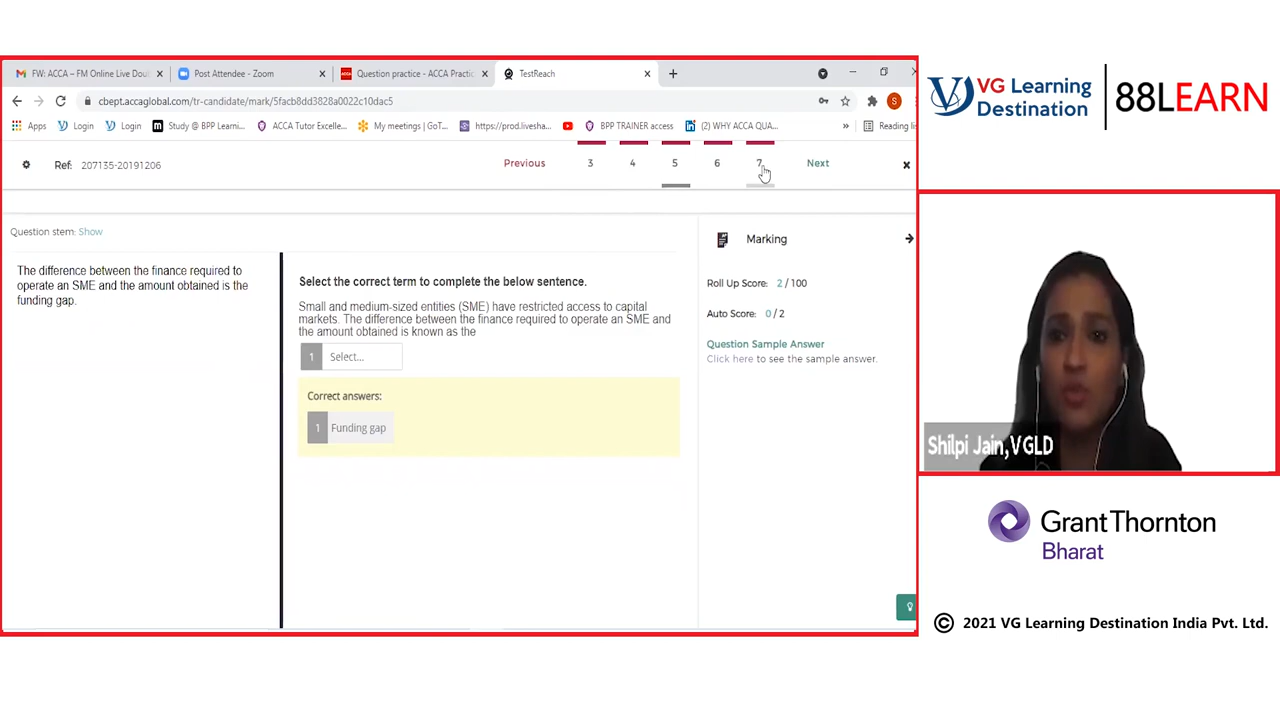 FW: ACCA – FM Online Live Dou
Post Attendee - Zoom
Question practice - ACCA Practic
TestReach
cbept.accaglobal.com/tr-candidate/mark/5facb8dd3828a0022c10dac5
Apps
Login
Login
Study @ BPP Learni...
ACCA Tutor Excelle...
My meetings | GoT...
https://prod.livesha...
BPP TRAINER access
(2) WHY ACCA QUA...
»
Reading lis
Ref: 207135-20191206
Previous 3 4 5 6 7 Next
Question stem: Show
The difference between the finance required to
operate an SME and the amount obtained is the
funding gap.
Select the correct term to complete the below sentence.
Small and medium-sized entities (SME) have restricted access to capital
markets. The difference between the finance required to operate an SME and
the amount obtained is known as the
1 Select...
Correct answers:
1 Funding gap
Marking
Roll Up Score: 2 / 100
Auto Score: 0 / 2
Question Sample Answer
Click here to see the sample answer.
VG Learning
Destination
88LEARN
Shilpi Jain,VGLD
Grant Thornton
Bharat
© 2021 VG Learning Destination India Pvt. Ltd.